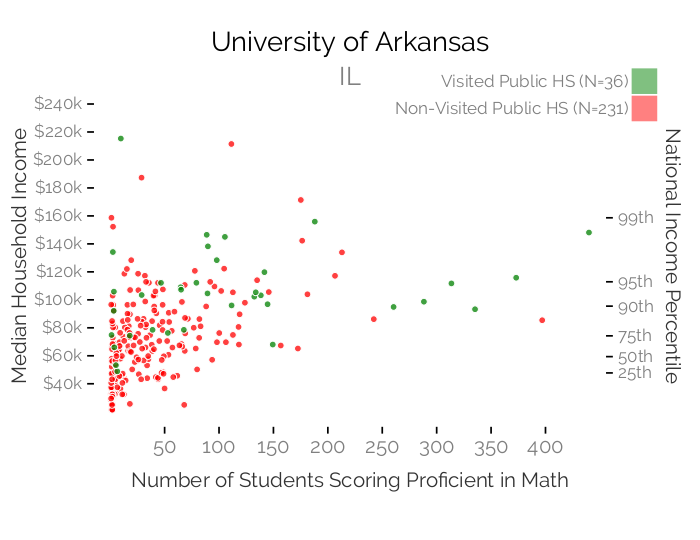 University of Arkansas
IL
Visited Public HS (N=36)
Non-Visited Public HS (N=231)
Median Household Income
$240k
$220k
$200k
$180k
$160k
$140k
$120k
$100k
$80k
$60k
$40k
National Income Percentile
99th
95th
90th
75th
50th
25th
50 100 150 200 250 300 350 400
Number of Students Scoring Proficient in Math